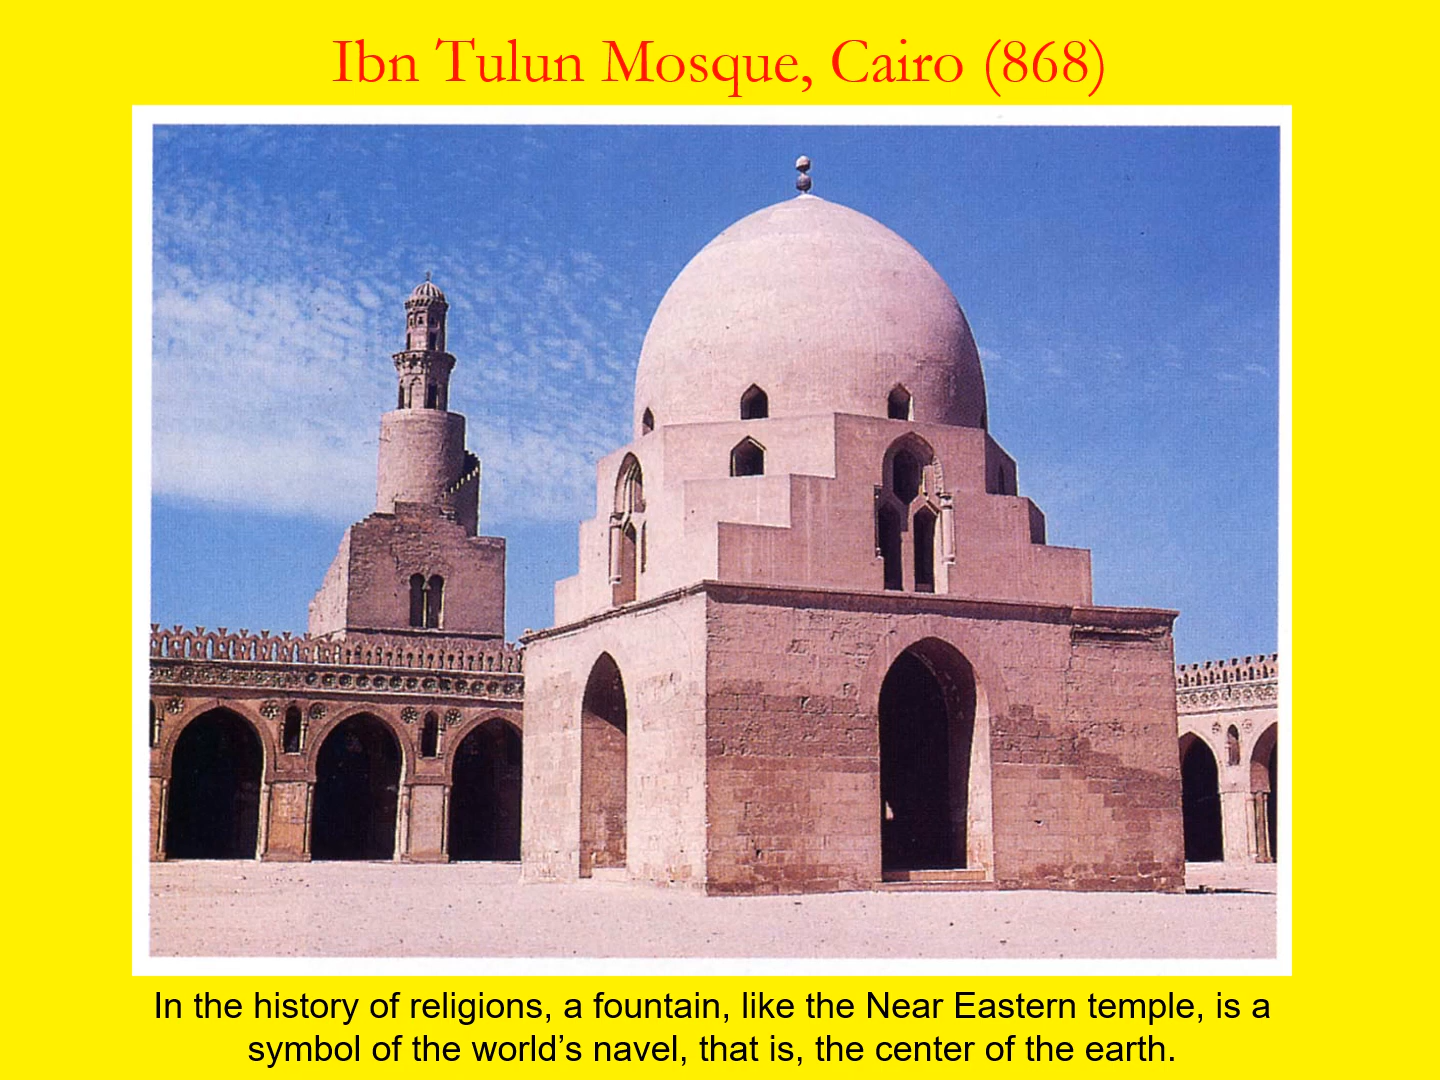 Ibn Tulun Mosque, Cairo (868)
In the history of religions, a fountain, like the Near Eastern temple, is a
symbol of the world’s navel, that is, the center of the earth.